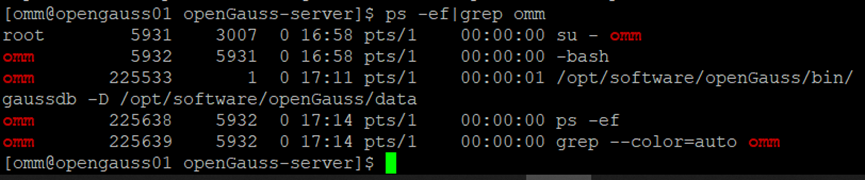 [omm@opengauss01 openGauss-server]$ ps -ef|grep omm
root        5931    3007  0 16:58 pts/1    00:00:00 su - omm
omm         5932    5931  0 16:58 pts/1    00:00:00 -bash
omm       225533       1  0 17:11 pts/1    00:00:01 /opt/software/openGauss/bin/
gaussdb -D /opt/software/openGauss/data
omm       225638    5932  0 17:14 pts/1    00:00:00 ps -ef
omm       225639    5932  0 17:14 pts/1    00:00:00 grep --color=auto omm
[omm@opengauss01 openGauss-server]$